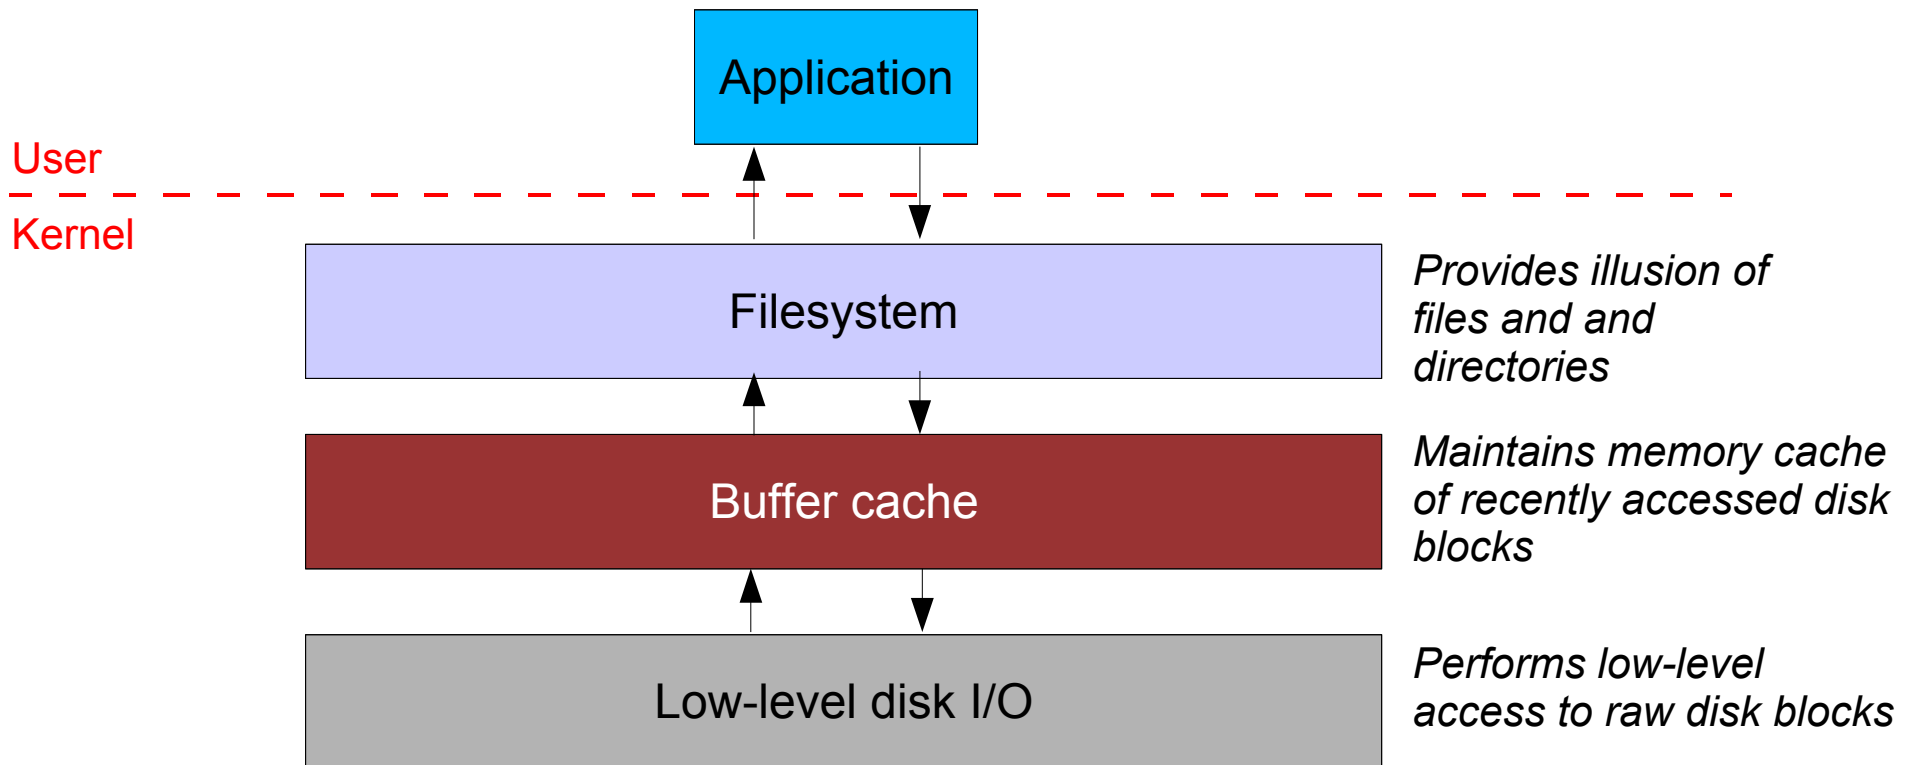 Application
User
Kernel
Filesystem
Provides illusion of
files and and
directories
Buffer cache
Maintains memory cache
of recently accessed disk
blocks
Low-level disk I/O
Performs low-level
access to raw disk blocks